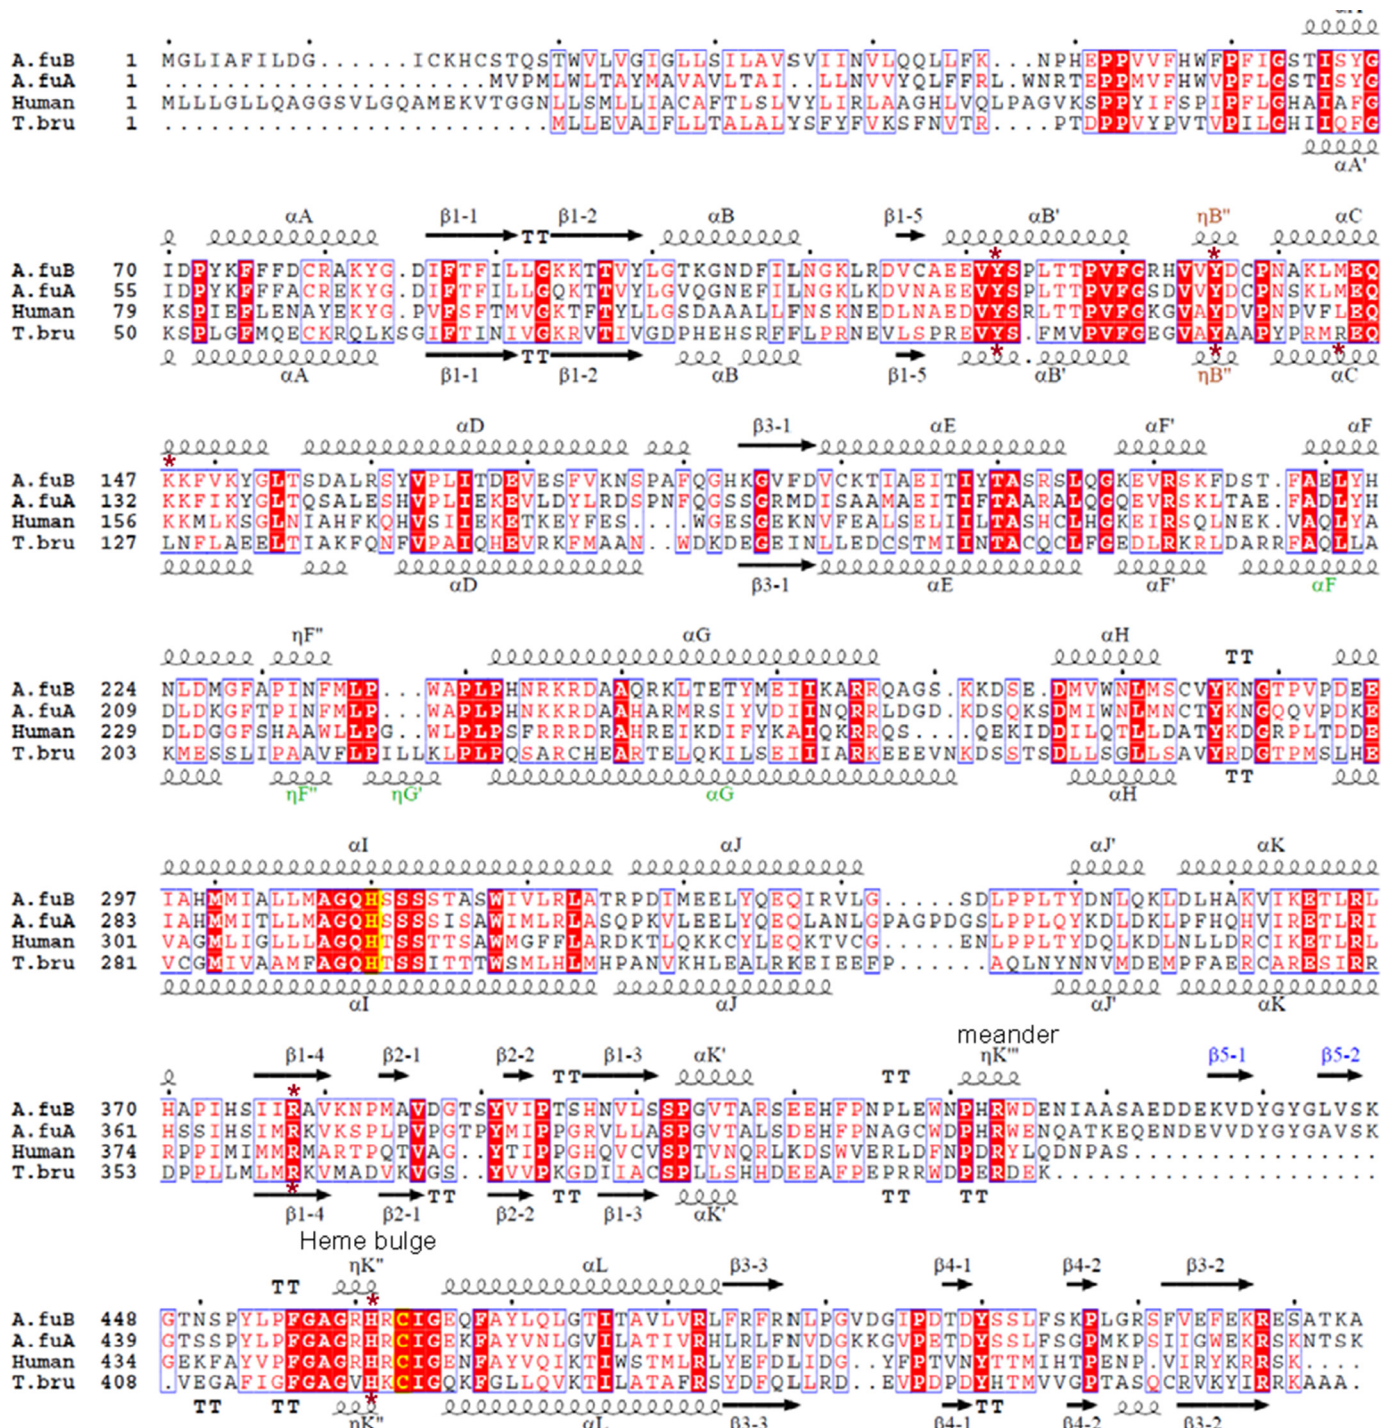 αA
A.fuB 1 MGLIAFILDG......ICKHCSTQSTWVLVGIGLLSILAVSVIINVLQQLLFK...NPHEPPVVFHWFPFIGSTISYG
A.fuA 1 .....................MVPMLWLTAYMAVAVLTAI..LLNVVYQLFFRL.WNRTEPPMVFHWVPFLGSTISYG
Human 1 MLLLGLLQAGGSVLGQAMEKVTGGNLLSMLLIACAFTLSLVYLIRLAAGHLVQLPAGVKSPPYIFSPIPFLGHAIAFG
T.bru 1 .........................MLLEVAIFLLTALALYSFYFVKSFNVTR....PTDPPVYPVTVPILGHIIQFG
αA'
αA β1-1 TT β1-2 αB β1-5 αB' ηB" αC
A.fuB 70 IDPYKFFFDCRAKYG.DIFTFILLGKKTTVYLGTKGNDFILNGKLRDVCAEEVYSPLTTPVFGRHVVYDCPNAKLMEQ
A.fuA 55 IDPYKFFFACREKYG.DIFTFILLGQKTTVYLGVQGNEFILNGKLKDVNAEEVYSPLTTPVFGSDVVYDCPNSKLMEQ
Human 79 KSPIEFLENAYEKYG.PVFSFTMVGKTFTYLLGSDAAALLFNSKNEDLNAEDVYSRLTTPVFGKGVAYDVPNPVFLEQ
T.bru 50 KSPLGFMQECKRQLKSGIFTINIVGKRVTIVGDPHEHSRFFLPRNEVLSPREVYS.FMVPVFGEGVAYAAPYPRMREQ
αA β1-1 TT β1-2 αB β1-5 αB' ηB" αC
αD β3-1 αE αF' αF
A.fuB 147 KKFVKYGLTSDALRSYVPLITDEVESFVKNSPAFQGHKGVFDVCKTIAEITIYTASRSLQGKEVRSKFDST.FAELYH
A.fuA 132 KKFIKYGLTQSALESHVPLIEKEVLDYLRDSPNFQGSRGRMDISAAMAEITIFTAARALQGQEVRSKLTAE.FADLYH
Human 156 KKMLKSGLNIAHFKQHVSIIEKETKEYFES....WGESGEKNVFEALSELIILTASHCLHGKEIRSQLNEK.VAQLYA
T.bru 127 LNFLAEELTIAKFQNFVPAIQHEVRKFMAAN..WDKDEGEINLLEDCSTMIINTACQCLFGEDLRKRLDARRFAQLLA
αD β3-1 αE αF' αF
ηF" αG αH TT
A.fuB 224 NLDMGFAPINFMLP...WAPLPHNRKRDAAQRKLTETYMEIIKARRQAGS.KKDSE.DMVWNLMSCVYKNGTPVPDEE
A.fuA 209 DLDKGFTPINFMLP...WAPLPHNKKRDAAHARMRSIYVDIINQRRLDGD.KDSQKSDMIWNLMNCTYKNGQQVPDKE
Human 229 DLDGGFSHAAWLLPG..WLPLPSFRRRDRAHREIKDIFYKAIQKRRQS....QEKIDDILQTLLDATYKDGRPLTDDE
T.bru 203 KMESSLIPAAVFLPILLKLPLPQSARCHEARTELQKILSEIIIARKEEEVNKDSSTSDLLSGLLSAVYRDGTPMSLHE
ηF" ηG' αG αH TT
αI αJ αJ' αK
A.fuB 297 IAHMMIALLMAGQHSSSSTASWIVLRLATRPDIMEELYQEQIRVLG.....SDLPPLTYDNLQKLDLHAKVIKETLRL
A.fuA 283 IAHMMITLLMAGQHSSSSISAWIMLRLASQPKVLEELYQEQLANLGPAGPDGSLPPLQYKDLDKLPFHQHVIRETLRI
Human 301 VAGMLIGLLLAGQHTSSTTSAWMGFFLARDKTLQKKCYLEQKTVCG.....ENLPPLTYDQLKDLNLLDRCIKETLRL
T.bru 281 VCGMIVAAMFAGQHTSSITTTWSMLHLMHPANVKHLEALRKEIEEFP......AQLNYNNVMDEMPFAERCARESIRR
αI αJ αJ' αK
meander
β1-4 β2-1 β2-2 TT β1-3 αK' TT ηK"' β5-1 β5-2
A.fuB 370 HAPIHSIIRAVKNPMAVDGTSYVIPTSHNVLSSPGVTARSEEHFPNPLEWNPHRWDENIAASAEDDEKVDYGYGLVSK
A.fuA 361 HSSIHSIMRKVKSPLPVPGTPYMIPPGRVLLASPGVTALSDEHFPNAGCWDPHRWENQATKEQENDEVVDYGYGAVSK
Human 374 RPPIMIMMRMARTPQTVAG..YTIPPGHQVCVSPTVNQRLKDSWVERLDFNPDRYLQDNPAS................
T.bru 353 DPPLLMLMRKVMADVKVGS..YVVPKGDIIACSPLLSHHDEEAFPEPRRWDPERDEK.....................
β1-4 β2-1 TT β2-2 TT β1-3 αK' TT TT
Heme bulge
TT ηK" αL β3-3 β4-1 β4-2 β3-2
A.fuB 448 GTNSPYLPFGAGRHRCIGEQFAYLQLGTITAVLVRLFRFRNLPGVDGIPDTDYSSLFSKPLGRSFVEFEKRESATKA
A.fuA 439 GTSSPYLPFGAGRHRCIGEKFAYVNLGVILATIVRHLRLFNVDGKKGVPETDYSSLFSGPMKPSIIGWEKRSKNTSK
Human 434 GEKFAYVPFGAGRHRCIGENFAYVQIKTIWSTMLRLYEFDLIDG..YFPTVNYTTMIHTPENP.VIRYKRRSK....
T.bru 408 .VEGAFIGFGAGVHKCIGQKFGLLQVKTILATAFRSYDFQLLRD..EVPDPDYHTMVVGPTASQCRVKYIRRKAAA.
TT TT ηK" αL β3-3 β4-1 TT β4-2 β3-2